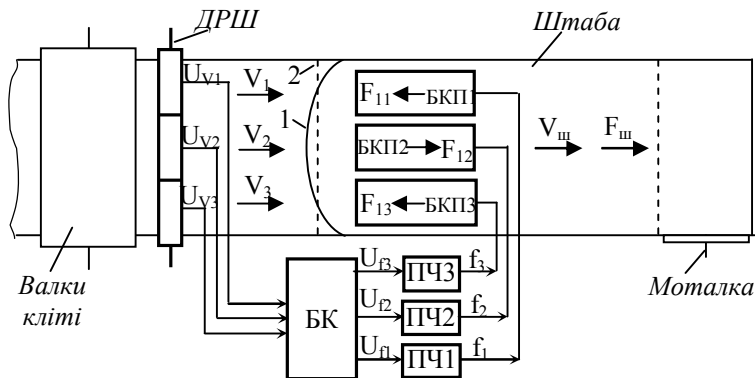 ДРШ
Штаба
U_V1
V_1
2
F_11
БКП1
1
U_V2
V_2
БКП2
F_12
V_ш
F_ш
U_V3
V_3
F_13
БКП3
Валки
кліті
БК
U_f3
ПЧ3
f_3
U_f2
ПЧ2
f_2
U_f1
ПЧ1
f_1
Моталка